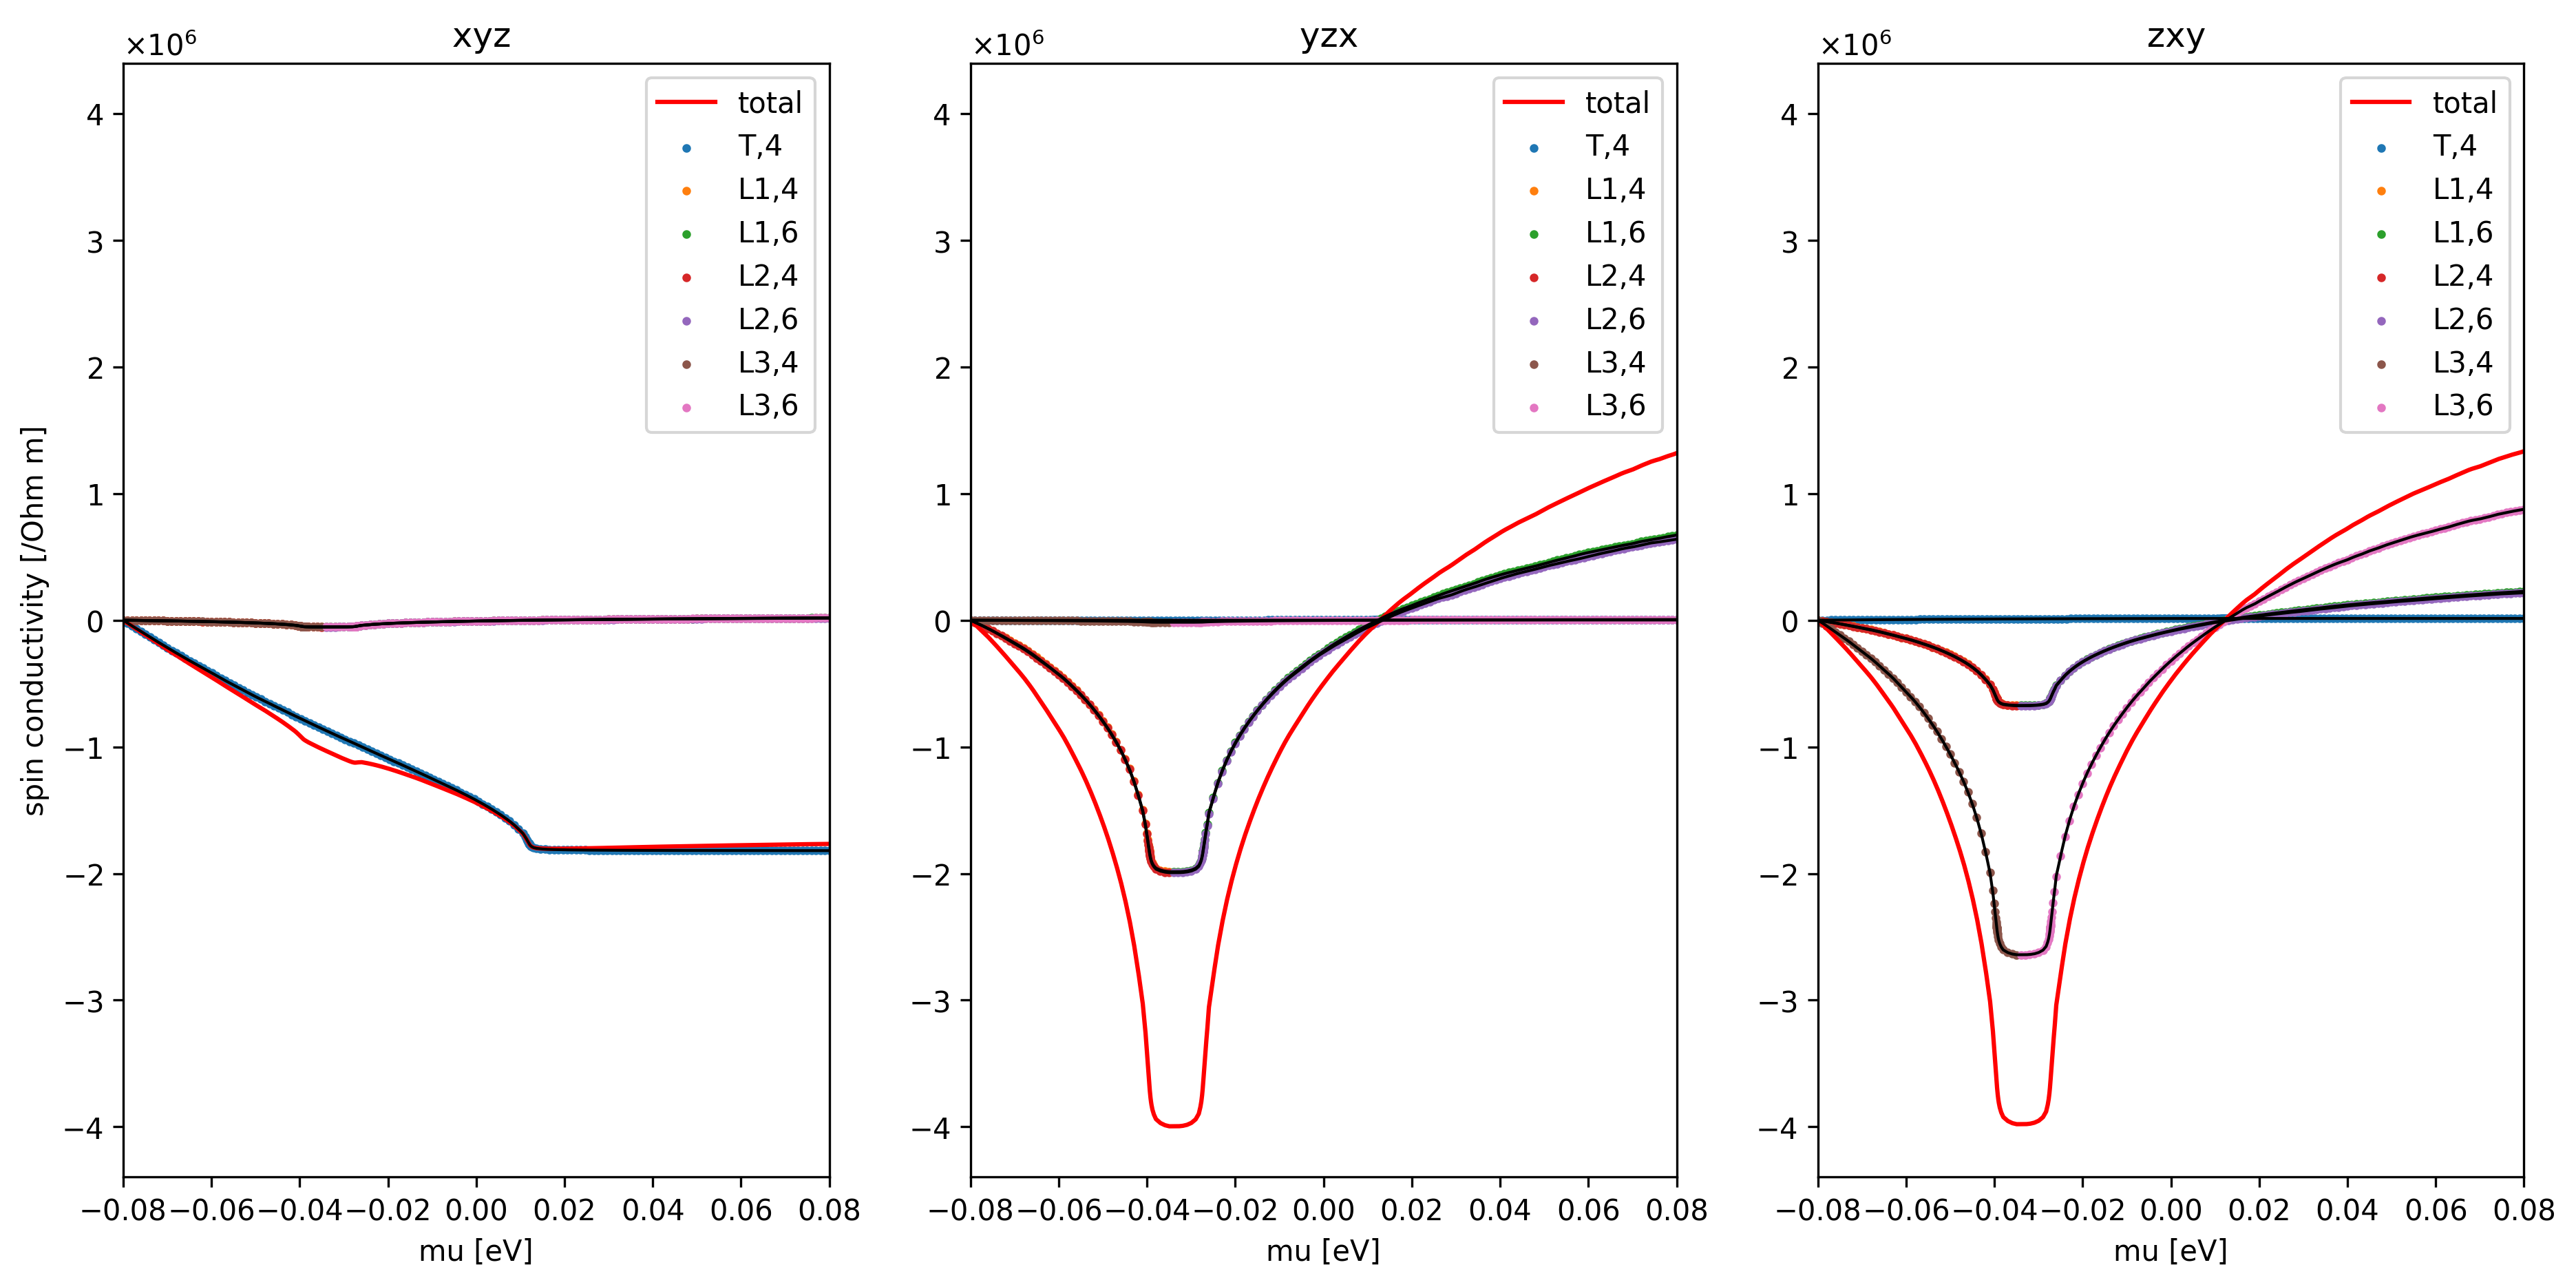 ×10⁶
xyz
4
3
2
1
0
−1
−2
−3
−4
spin conductivity [/Ohm m]
total
T,4
L1,4
L1,6
L2,4
L2,6
L3,4
L3,6
−0.08 −0.06 −0.04 −0.02 0.00 0.02 0.04 0.06 0.08
mu [eV]
×10⁶
yzx
4
3
2
1
0
−1
−2
−3
−4
total
T,4
L1,4
L1,6
L2,4
L2,6
L3,4
L3,6
−0.08 −0.06 −0.04 −0.02 0.00 0.02 0.04 0.06 0.08
mu [eV]
×10⁶
zxy
4
3
2
1
0
−1
−2
−3
−4
total
T,4
L1,4
L1,6
L2,4
L2,6
L3,4
L3,6
−0.08 −0.06 −0.04 −0.02 0.00 0.02 0.04 0.06 0.08
mu [eV]